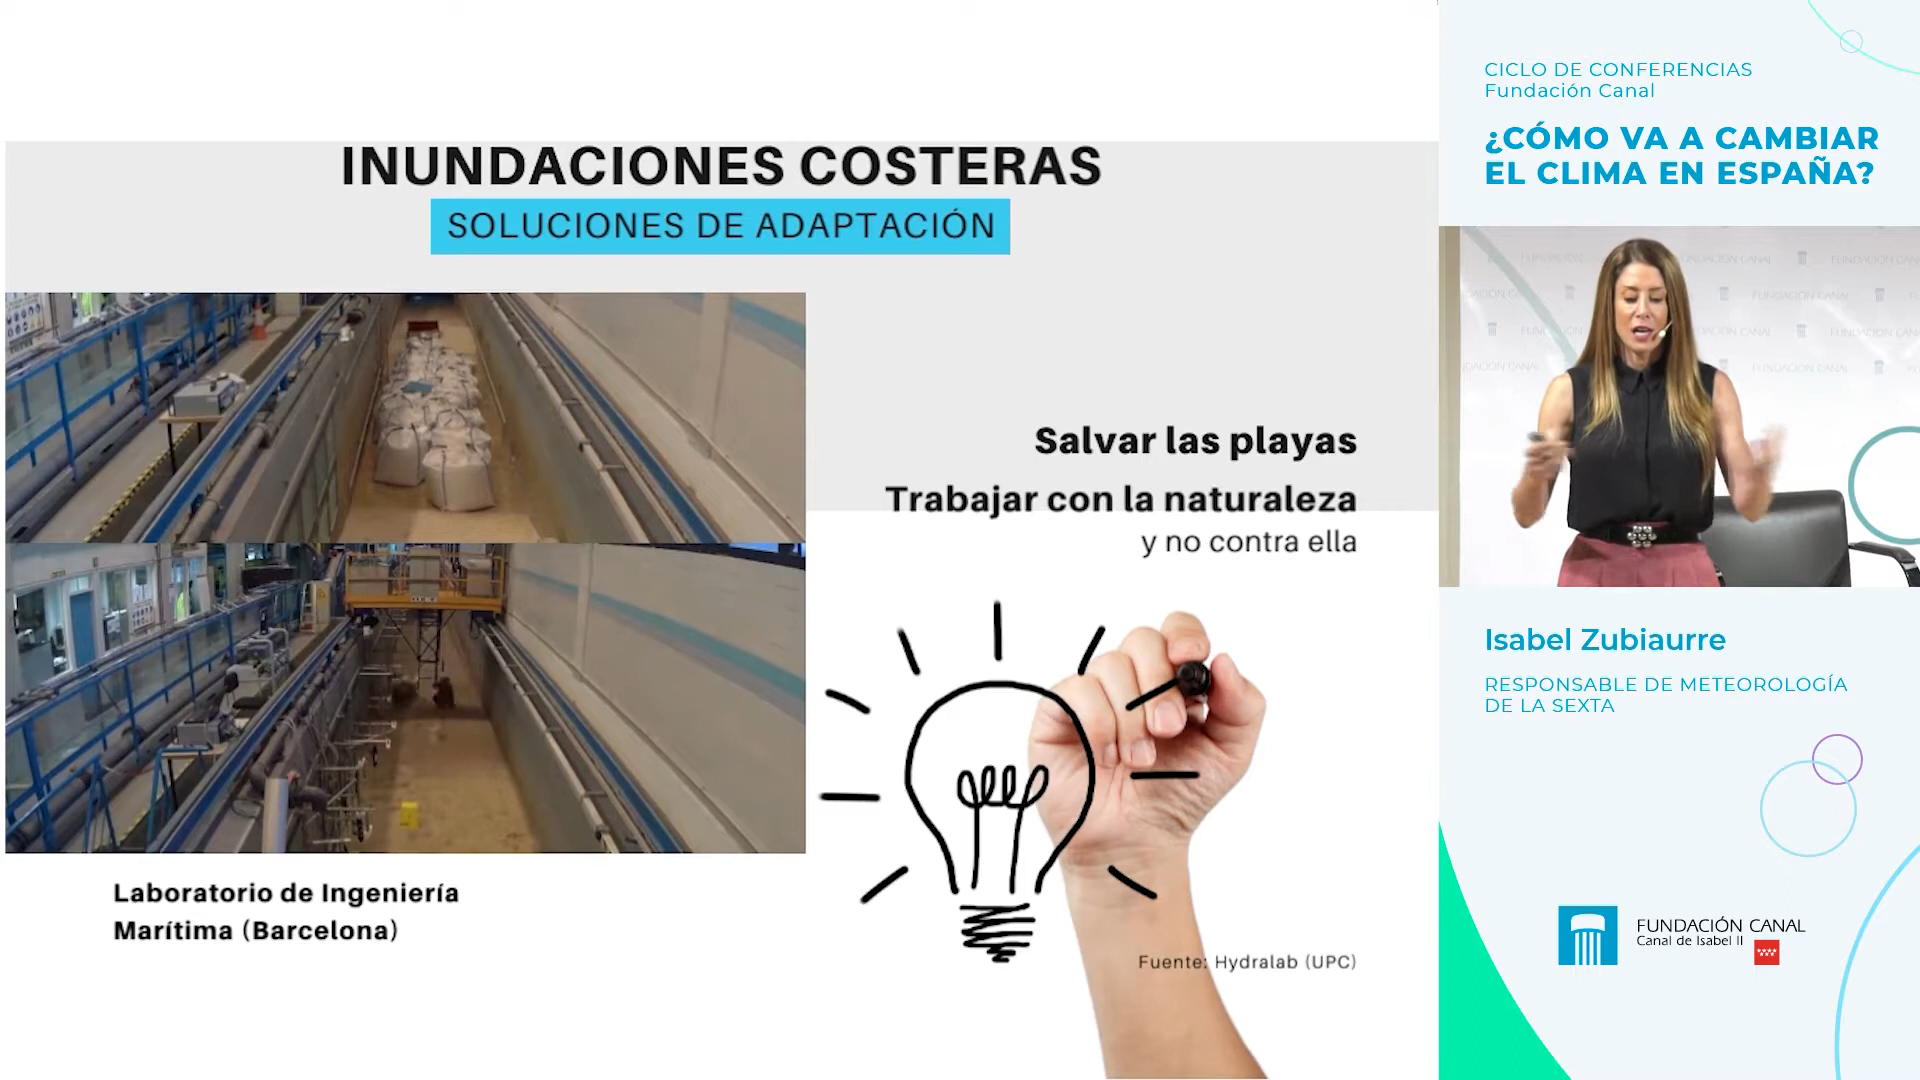 INUNDACIONES COSTERAS
SOLUCIONES DE ADAPTACIÓN
Salvar las playas
Trabajar con la naturaleza
y no contra ella
Laboratorio de Ingeniería
Marítima (Barcelona)
Fuente: Hydralab (UPC)
CICLO DE CONFERENCIAS
Fundación Canal
¿CÓMO VA A CAMBIAR
EL CLIMA EN ESPAÑA?
FUNDACIÓN CANAL
Isabel Zubiaurre
RESPONSABLE DE METEOROLOGÍA
DE LA SEXTA
FUNDACIÓN CANAL
Canal de Isabel II